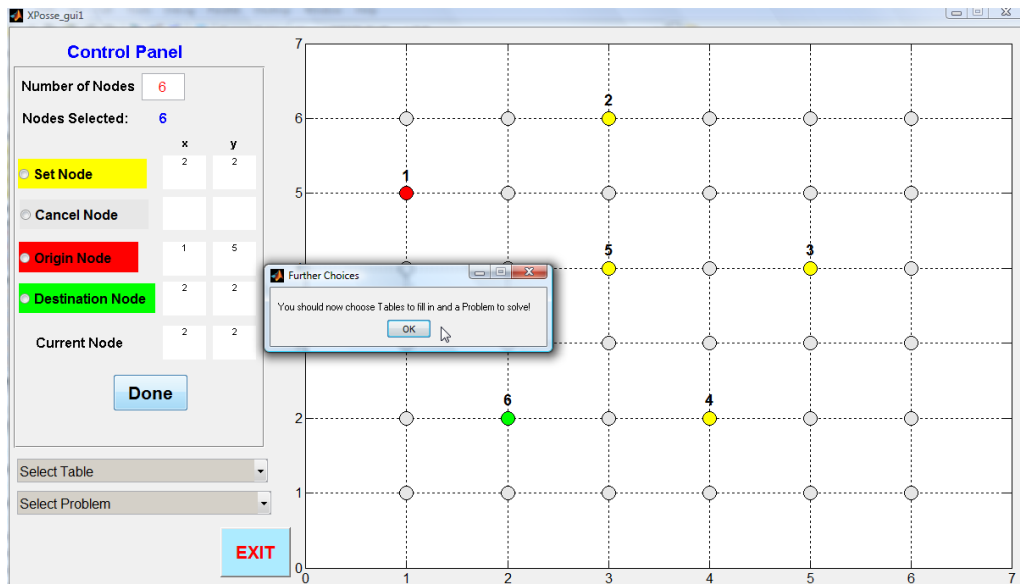 XPosse_gui1
Control Panel
Number of Nodes 6
Nodes Selected: 6
x y
Set Node 2 2
Cancel Node
Origin Node 1 5
Destination Node 2 2
Current Node 2 2
Done
Select Table
Select Problem
EXIT
7
6
5
2
1
0
0 1 2 3 4 5 6 7
2
1
5
3
6
4
Further Choices
You should now choose Tables to fill in and a Problem to solve!
OK